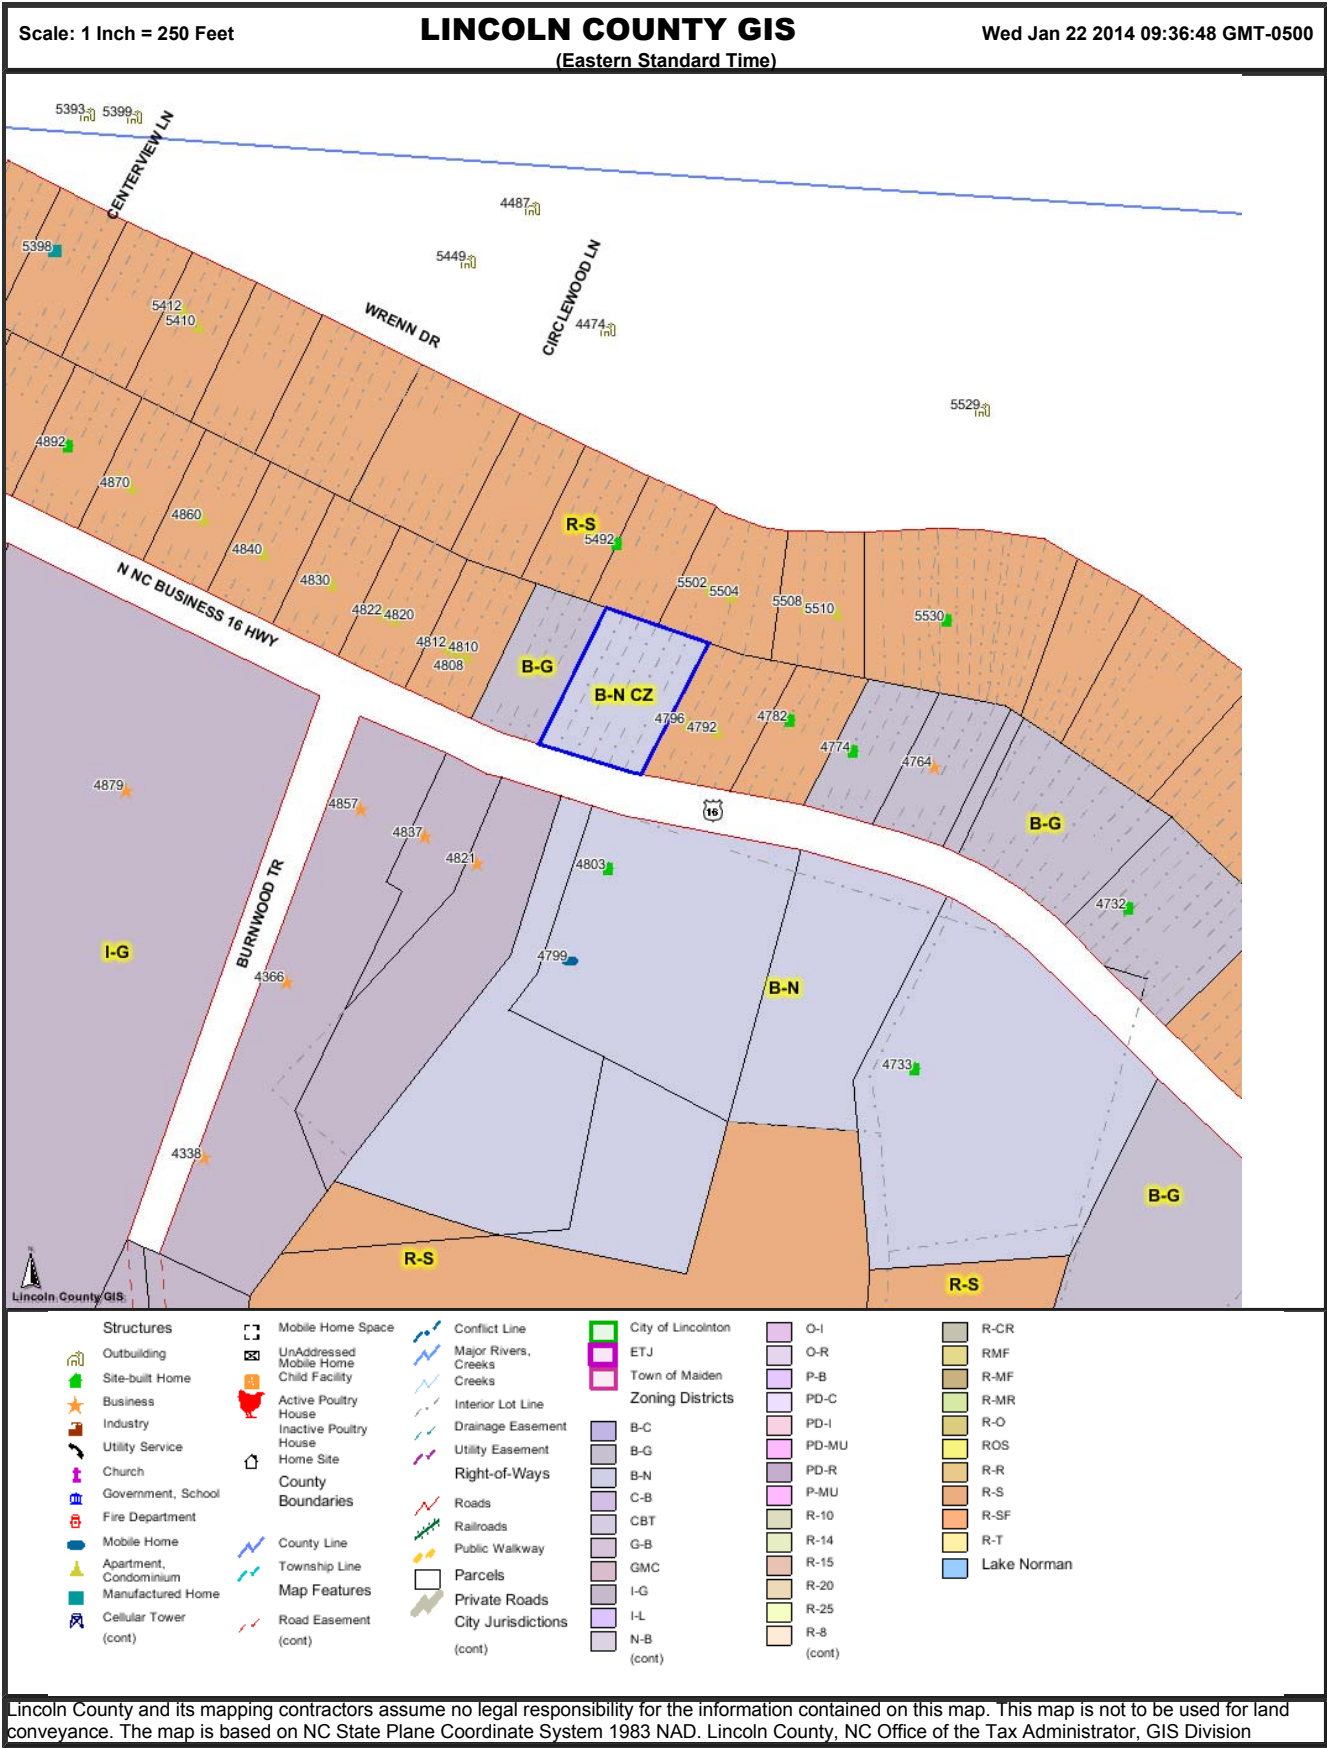 Scale: 1 Inch = 250 Feet
LINCOLN COUNTY GIS
Wed Jan 22 2014 09:36:48 GMT-0500
(Eastern Standard Time)
5393
5399
CENTERVIEW LN
4487
5398
5449
CIRCLEWOOD LN
5412
5410
WRENN DR
4474
5529
4892
4870
4860
R-S
5492
4840
N NC BUSINESS 16 HWY
4830
5502
5504
5508
5510
5530
4822
4820
4812
4810
4808
B-G
B-N CZ
4796
4792
4782
4774
4764
4879
4857
16
4837
B-G
4821
4803
BURNWOOD TR
4732
I-G
4366
4799
B-N
4733
4338
B-G
R-S
R-S
N
Lincoln County GIS
Structures
Outbuilding
Site-built Home
Business
Industry
Utility Service
Church
Government, School
Fire Department
Mobile Home
Apartment,
Condominium
Manufactured Home
Cellular Tower
(cont)
Mobile Home Space
UnAddressed
Mobile Home
Child Facility
Active Poultry
House
Inactive Poultry
House
Home Site
County
Boundaries
County Line
Township Line
Map Features
Road Easement
(cont)
Conflict Line
Major Rivers,
Creeks
Creeks
Interior Lot Line
Drainage Easement
Utility Easement
Right-of-Ways
Roads
Railroads
Public Walkway
Parcels
Private Roads
City Jurisdictions
(cont)
City of Lincolnton
ETJ
Town of Maiden
Zoning Districts
B-C
B-G
B-N
C-B
CBT
G-B
GMC
I-G
I-L
N-B
(cont)
O-I
O-R
P-B
PD-C
PD-I
PD-MU
PD-R
P-MU
R-10
R-14
R-15
R-20
R-25
R-8
(cont)
R-CR
RMF
R-MF
R-MR
R-O
ROS
R-R
R-S
R-SF
R-T
Lake Norman
Lincoln County and its mapping contractors assume no legal responsibility for the information contained on this map. This map is not to be used for land
conveyance. The map is based on NC State Plane Coordinate System 1983 NAD. Lincoln County, NC Office of the Tax Administrator, GIS Division